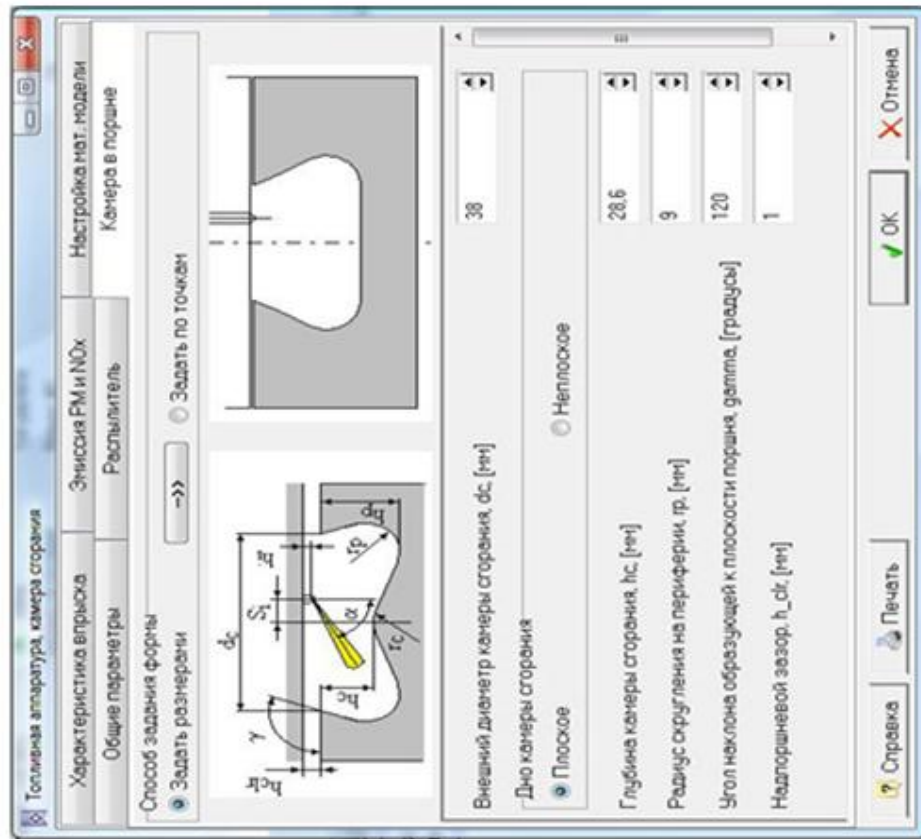 Топливная аппаратура, камера сгорания
Характеристика впрыска
Эмиссия РМ и NOx
Настройка мат. модели
Общие параметры
Распылитель
Камера в поршне
Способ задания формы
Задать размерами
-->>
Задать по точкам
γ
hclr
dc
hc
α
rc
rp
hp
Внешний диаметр камеры сгорания, dc, [мм]
38
Дно камеры сгорания
Плоское
Неплоское
Глубина камеры сгорания, hc, [мм]
28,6
Радиус скругления на периферии, rp, [мм]
9
Угол наклона образующей к плоскости поршня, gamma, [градусы]
120
Надпоршневой зазор, h_clr, [мм]
1
Справка
Печать
OK
Отмена